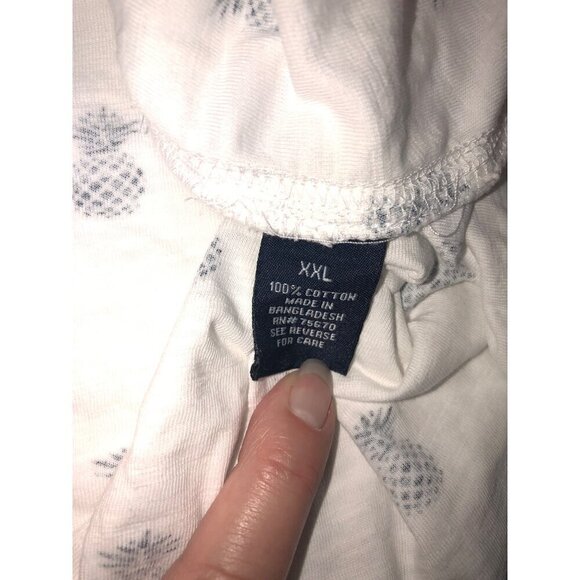 XXL
100% COTTON
MADE IN
BANGLADESH
RN# 75670
SEE REVERSE
FOR CARE